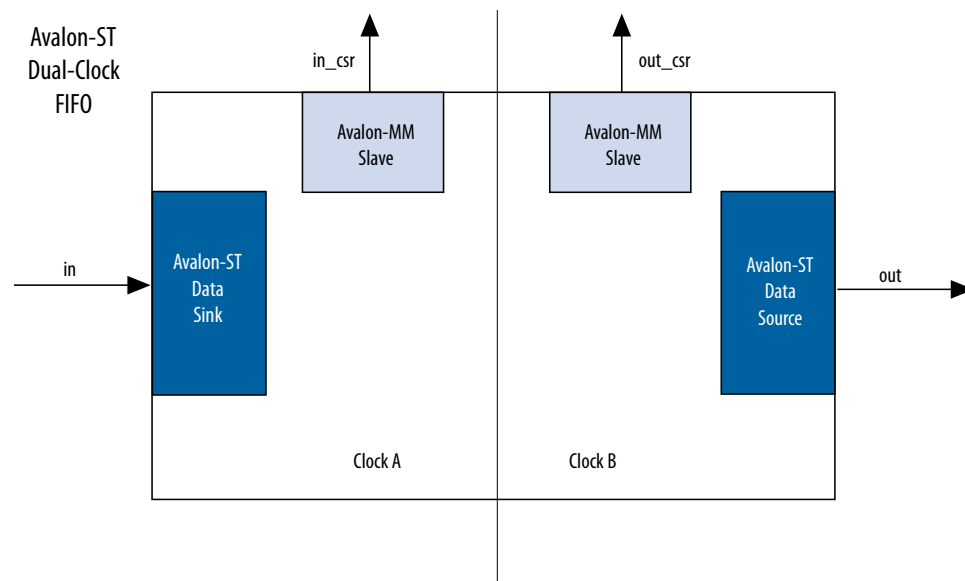 Avalon-ST
Dual-Clock
FIFO
in_csr
out_csr
Avalon-MM
Slave
Avalon-MM
Slave
in
Avalon-ST
Data
Sink
Avalon-ST
Data
Source
out
Clock A
Clock B